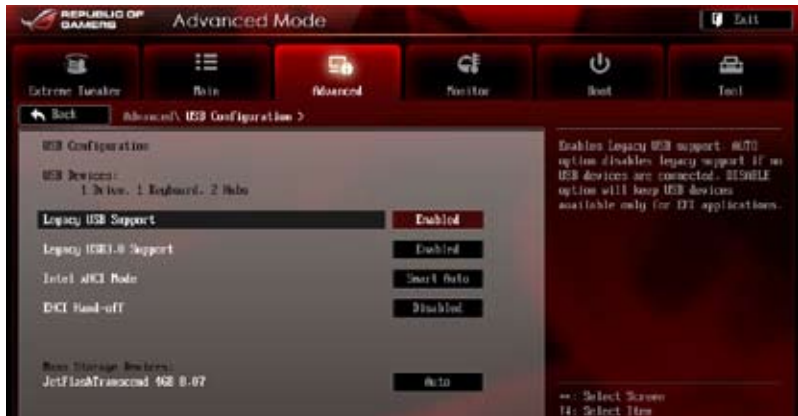 REPUBLIC OF GAMERS
Advanced Mode
Exit
Extreme Tweaker
Main
Advanced
Monitor
Boot
Tool
Back
Advanced\ USB Configuration >
USB Configuration
USB Devices:
1 Drive, 1 Keyboard, 2 Hubs
Legacy USB Support
Enabled
Legacy USB3.0 Support
Enabled
Intel xHCI Mode
Smart Auto
EHCI Hand-off
Disabled
Mass Storage Devices:
JetFlashTranscend 4GB 8.07
Auto
Enables Legacy USB support. AUTO
option disables legacy support if no
USB devices are connected. DISABLE
option will keep USB devices
available only for EFI applications.
: Select Screen
: Select Item